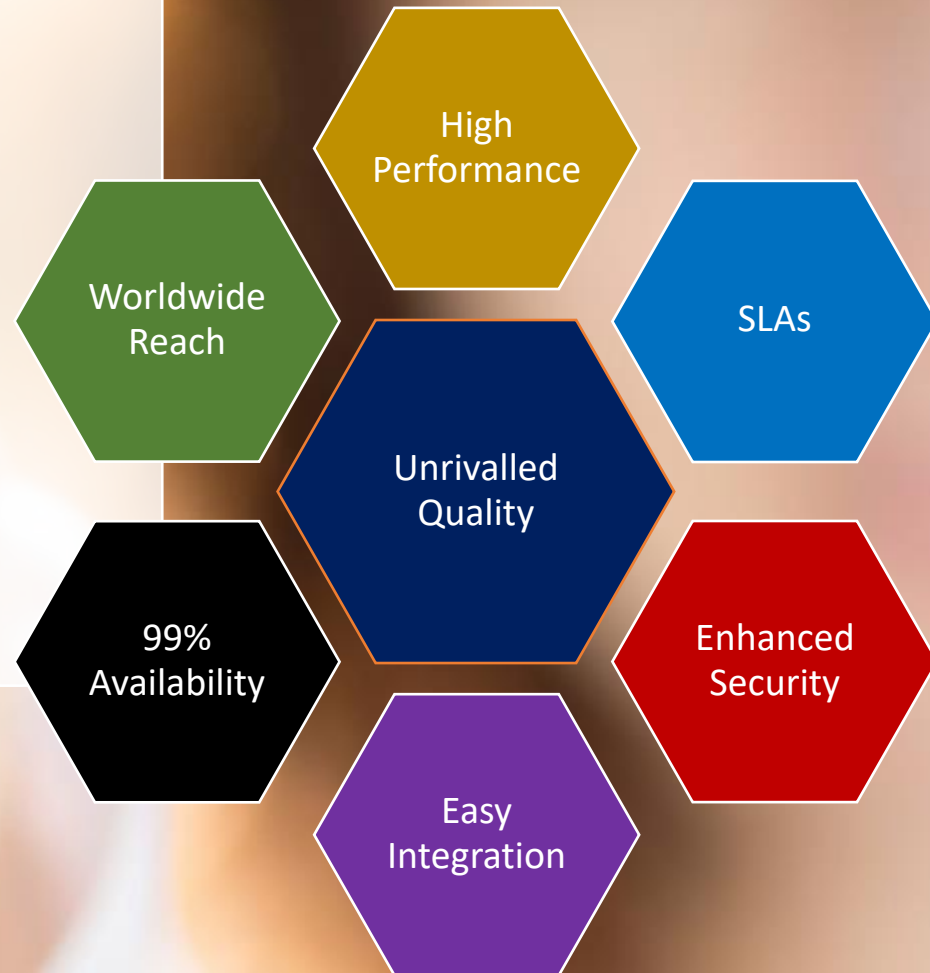 High
Performance
Worldwide
Reach
SLAs
Unrivalled
Quality
99%
Availability
Enhanced
Security
Easy
Integration